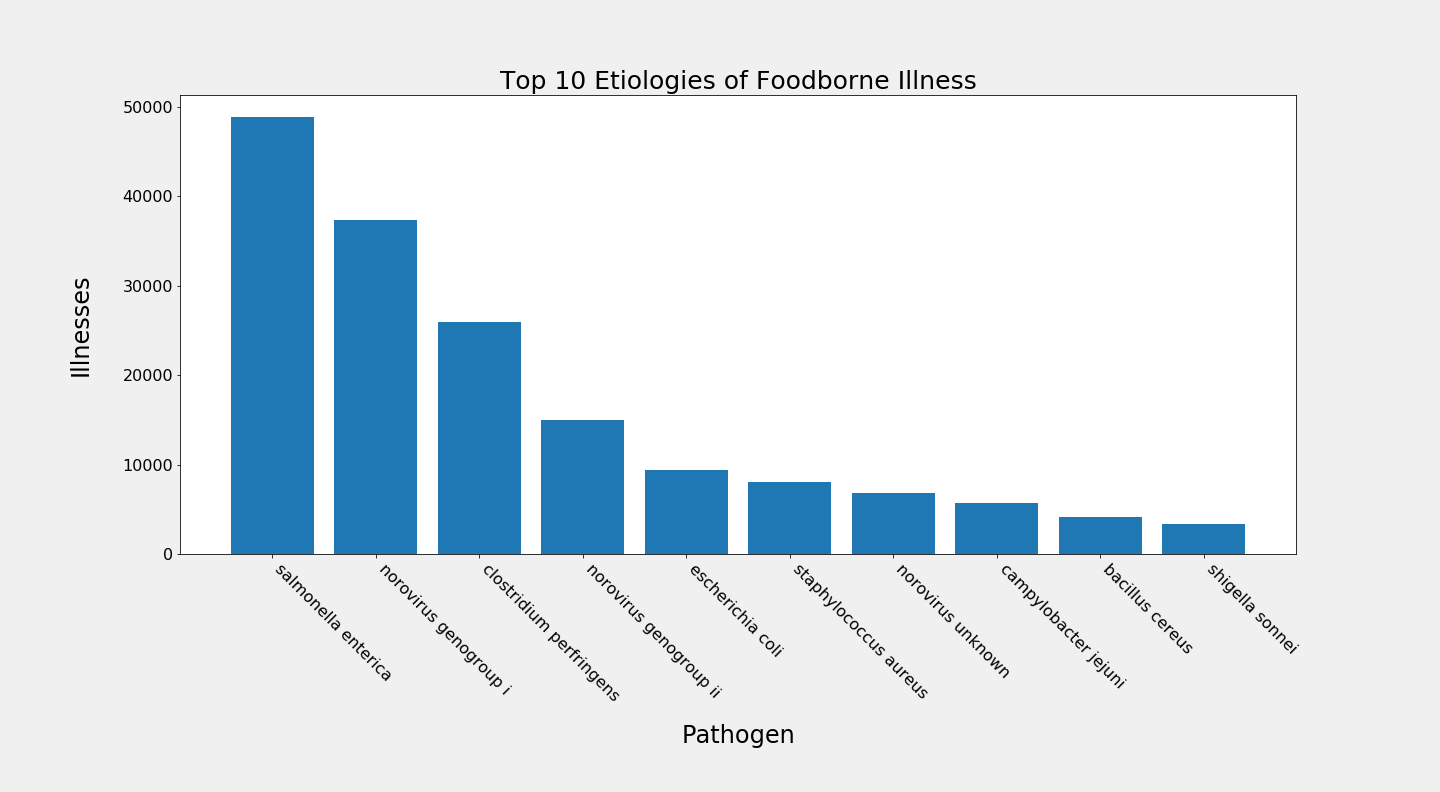 Top 10 Etiologies of Foodborne Illness
50000
40000
30000
20000
10000
0
Illnesses
salmonella enterica
norovirus genogroup i
clostridium perfringens
norovirus genogroup ii
escherichia coli
staphylococcus aureus
norovirus unknown
campylobacter jejuni
bacillus cereus
shigella sonnei
Pathogen